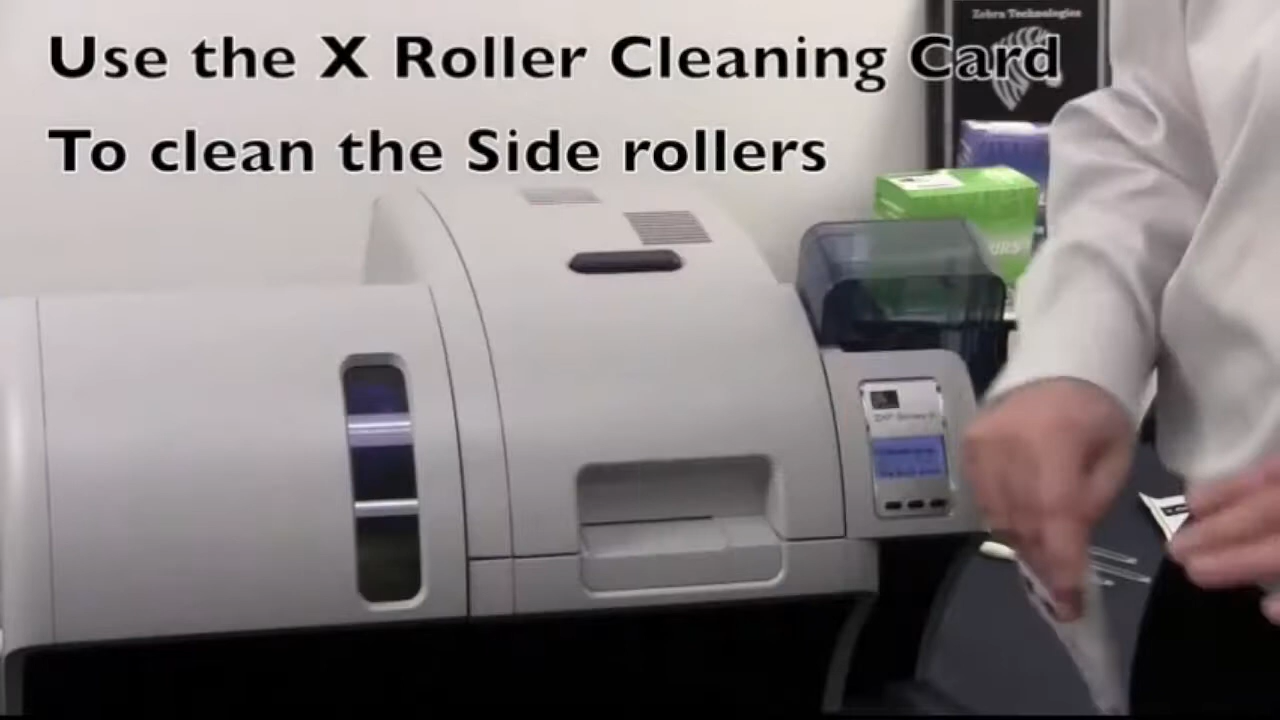 Use the X Roller Cleaning Card
To clean the Side rollers
Zebra Technologies